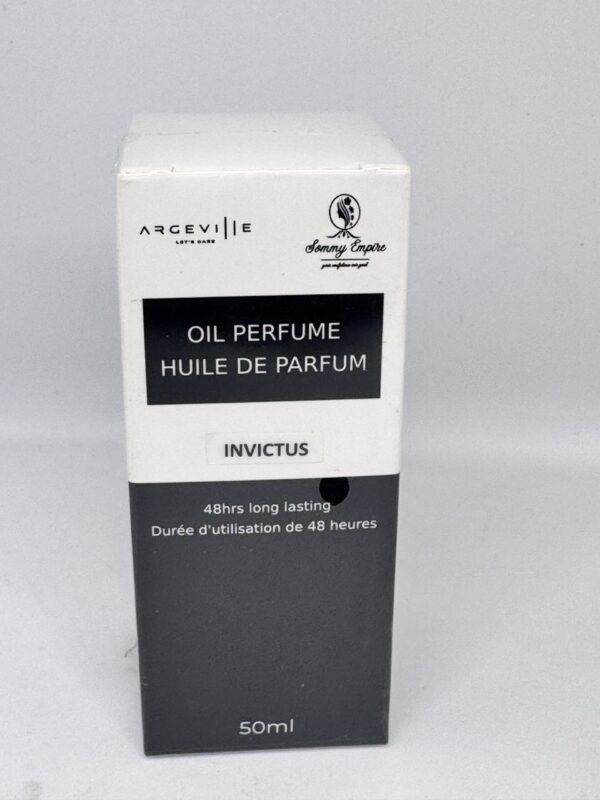 ARGEVILLE
LET'S DARE
Sommy Empire
OIL PERFUME
HUILE DE PARFUM
INVICTUS
48hrs long lasting
Durée d'utilisation de 48 heures
50ml